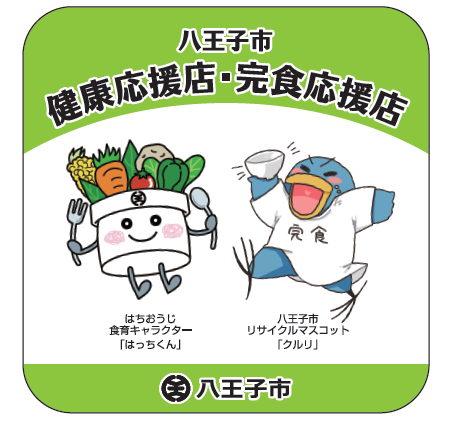 八王子市
健康応援店・完食応援店
完食
はちおうじ
食育キャラクター
「はっちくん」
八王子市
リサイクルマスコット
「クルリ」
八王子市